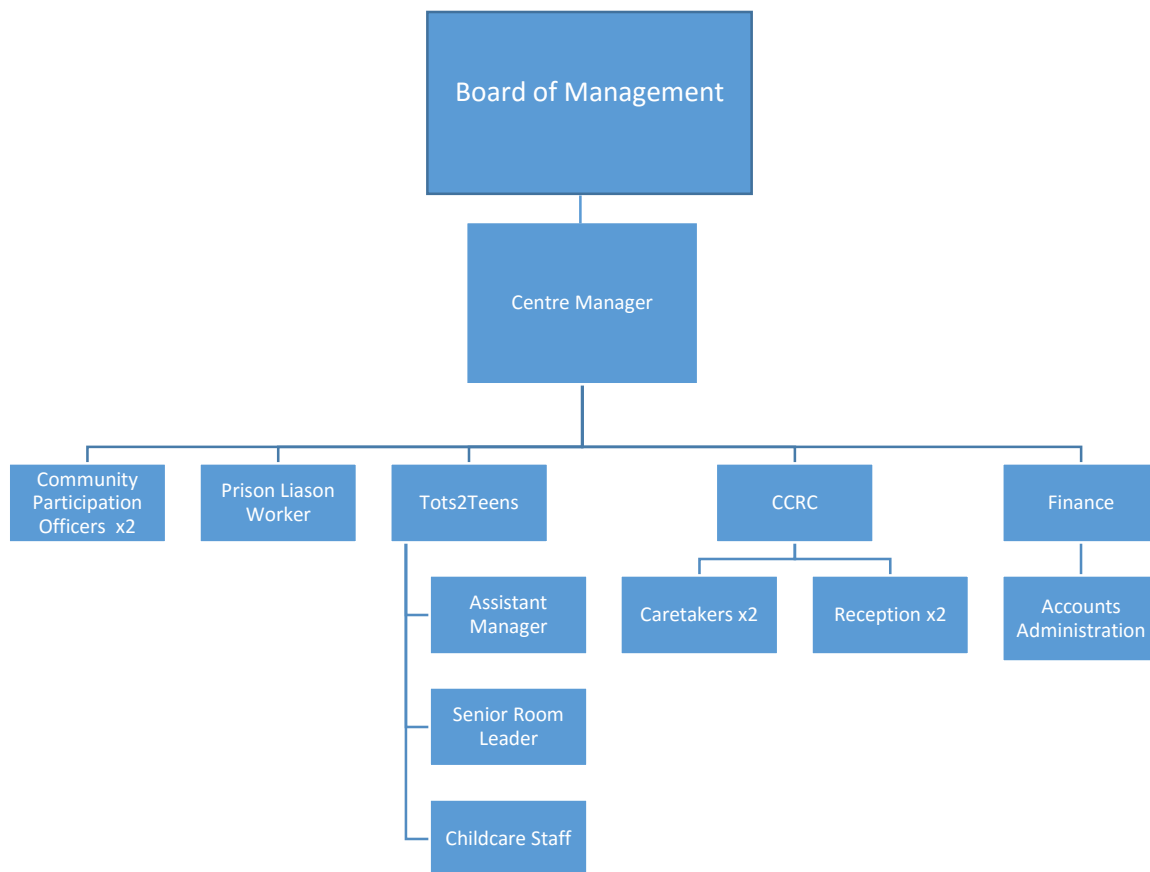 Board of Management
Centre Manager
Community
Participation
Officers x2
Prison Liason
Worker
Tots2Teens
CCRC
Finance
Assistant
Manager
Caretakers x2
Reception x2
Accounts
Administration
Senior Room
Leader
Childcare Staff